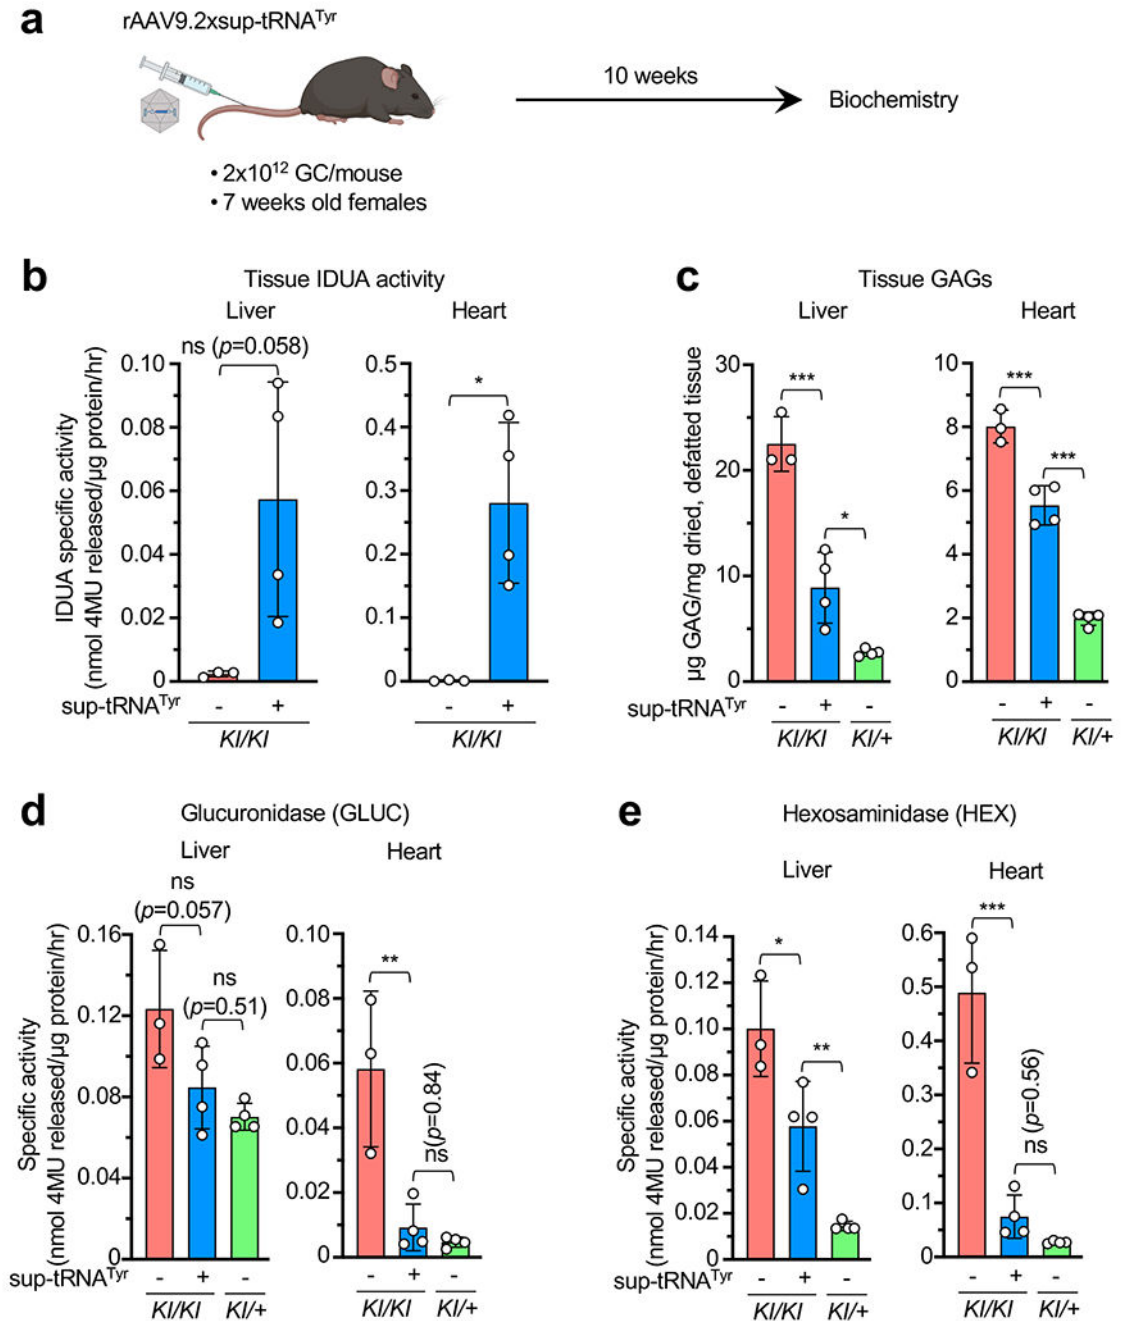 a
rAAV9.2xsup-tRNATyr
10 weeks
Biochemistry
• 2x10¹² GC/mouse
• 7 weeks old females
b
Tissue IDUA activity
Liver
Heart
ns (p=0.058)
*
IDUA specific activity
(nmol 4MU released/µg protein/hr)
0.10
0.08
0.06
0.04
0.02
0
0.5
0.4
0.3
0.2
0.1
0
sup-tRNATyr
- +
- +
KI/KI
KI/KI
c
Tissue GAGs
Liver
Heart
µg GAG/mg dried, defatted tissue
30
20
10
0
***
*
10
8
6
4
2
0
***
***
sup-tRNATyr
- + -
- + -
KI/KI KI/+
KI/KI KI/+
d
Glucuronidase (GLUC)
Liver
Heart
ns
(p=0.057)
ns
(p=0.51)
Specific activity
(nmol 4MU released/µg protein/hr)
0.16
0.12
0.08
0.04
0
0.10
0.08
0.06
0.04
0.02
0
**
ns
(p=0.84)
sup-tRNATyr
- + -
- + -
KI/KI KI/+
KI/KI KI/+
e
Hexosaminidase (HEX)
Liver
Heart
Specific activity
(nmol 4MU released/µg protein/hr)
0.14
0.12
0.10
0.08
0.06
0.04
0.02
0
*
**
0.6
0.5
0.4
0.3
0.2
0.1
0
***
(p=0.56)
ns
sup-tRNATyr
- + -
- + -
KI/KI KI/+
KI/KI KI/+